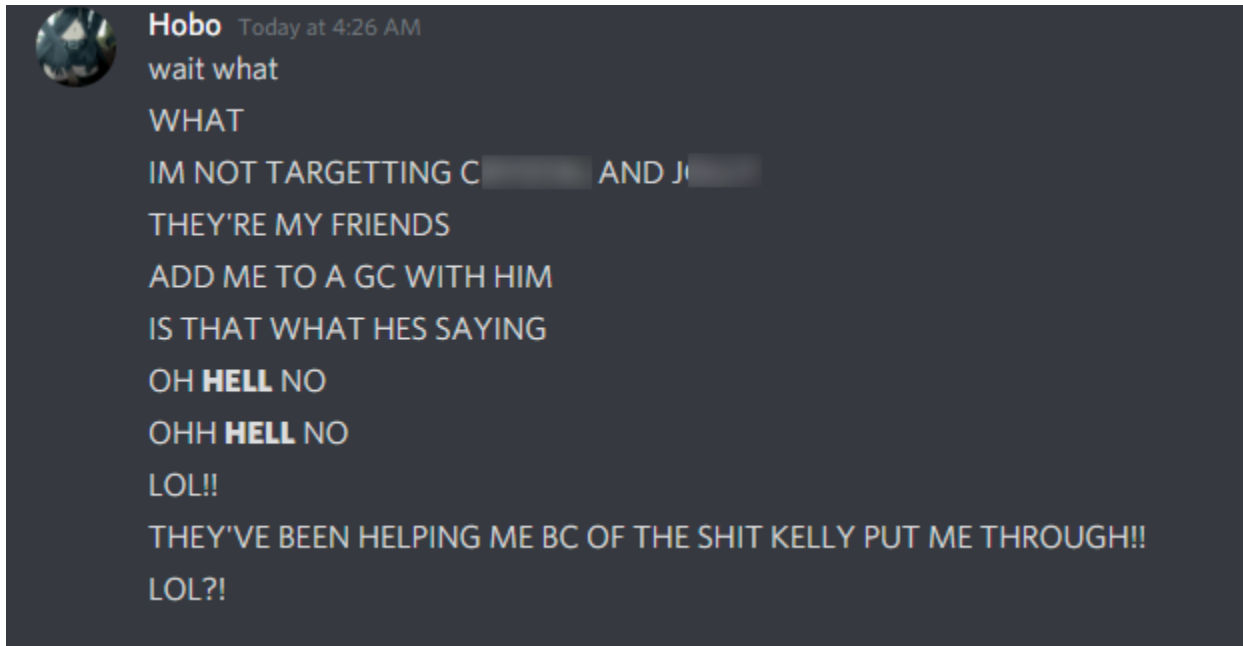 Hobo Today at 4:26 AM
wait what
WHAT
IM NOT TARGETTING C AND J
THEY'RE MY FRIENDS
ADD ME TO A GC WITH HIM
IS THAT WHAT HES SAYING
OH HELL NO
OHH HELL NO
LOL!!
THEY'VE BEEN HELPING ME BC OF THE SHIT KELLY PUT ME THROUGH!!
LOL?!